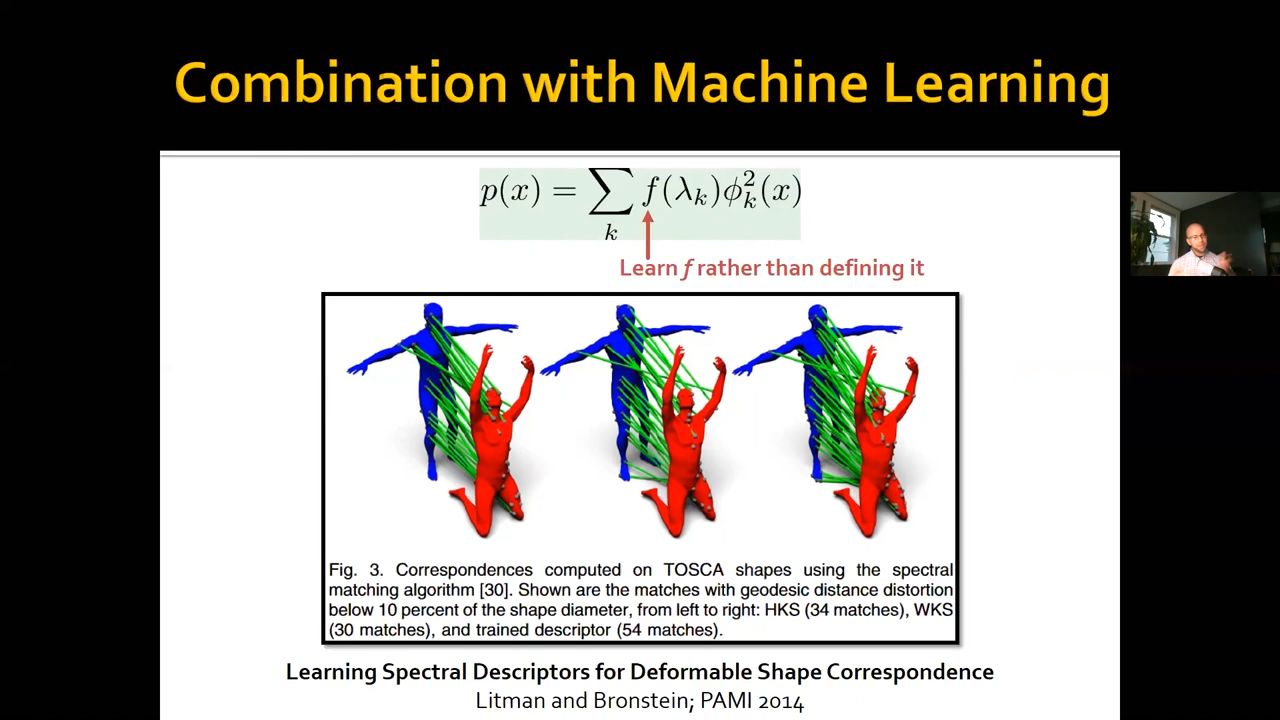 Combination with Machine Learning
p(x) = ∑_k f(λ_k)ϕ_k^2(x)
Learn f rather than defining it
Fig. 3. Correspondences computed on TOSCA shapes using the spectral
matching algorithm [30]. Shown are the matches with geodesic distance distortion
below 10 percent of the shape diameter, from left to right: HKS (34 matches), WKS
(30 matches), and trained descriptor (54 matches).
Learning Spectral Descriptors for Deformable Shape Correspondence
Litman and Bronstein; PAMI 2014